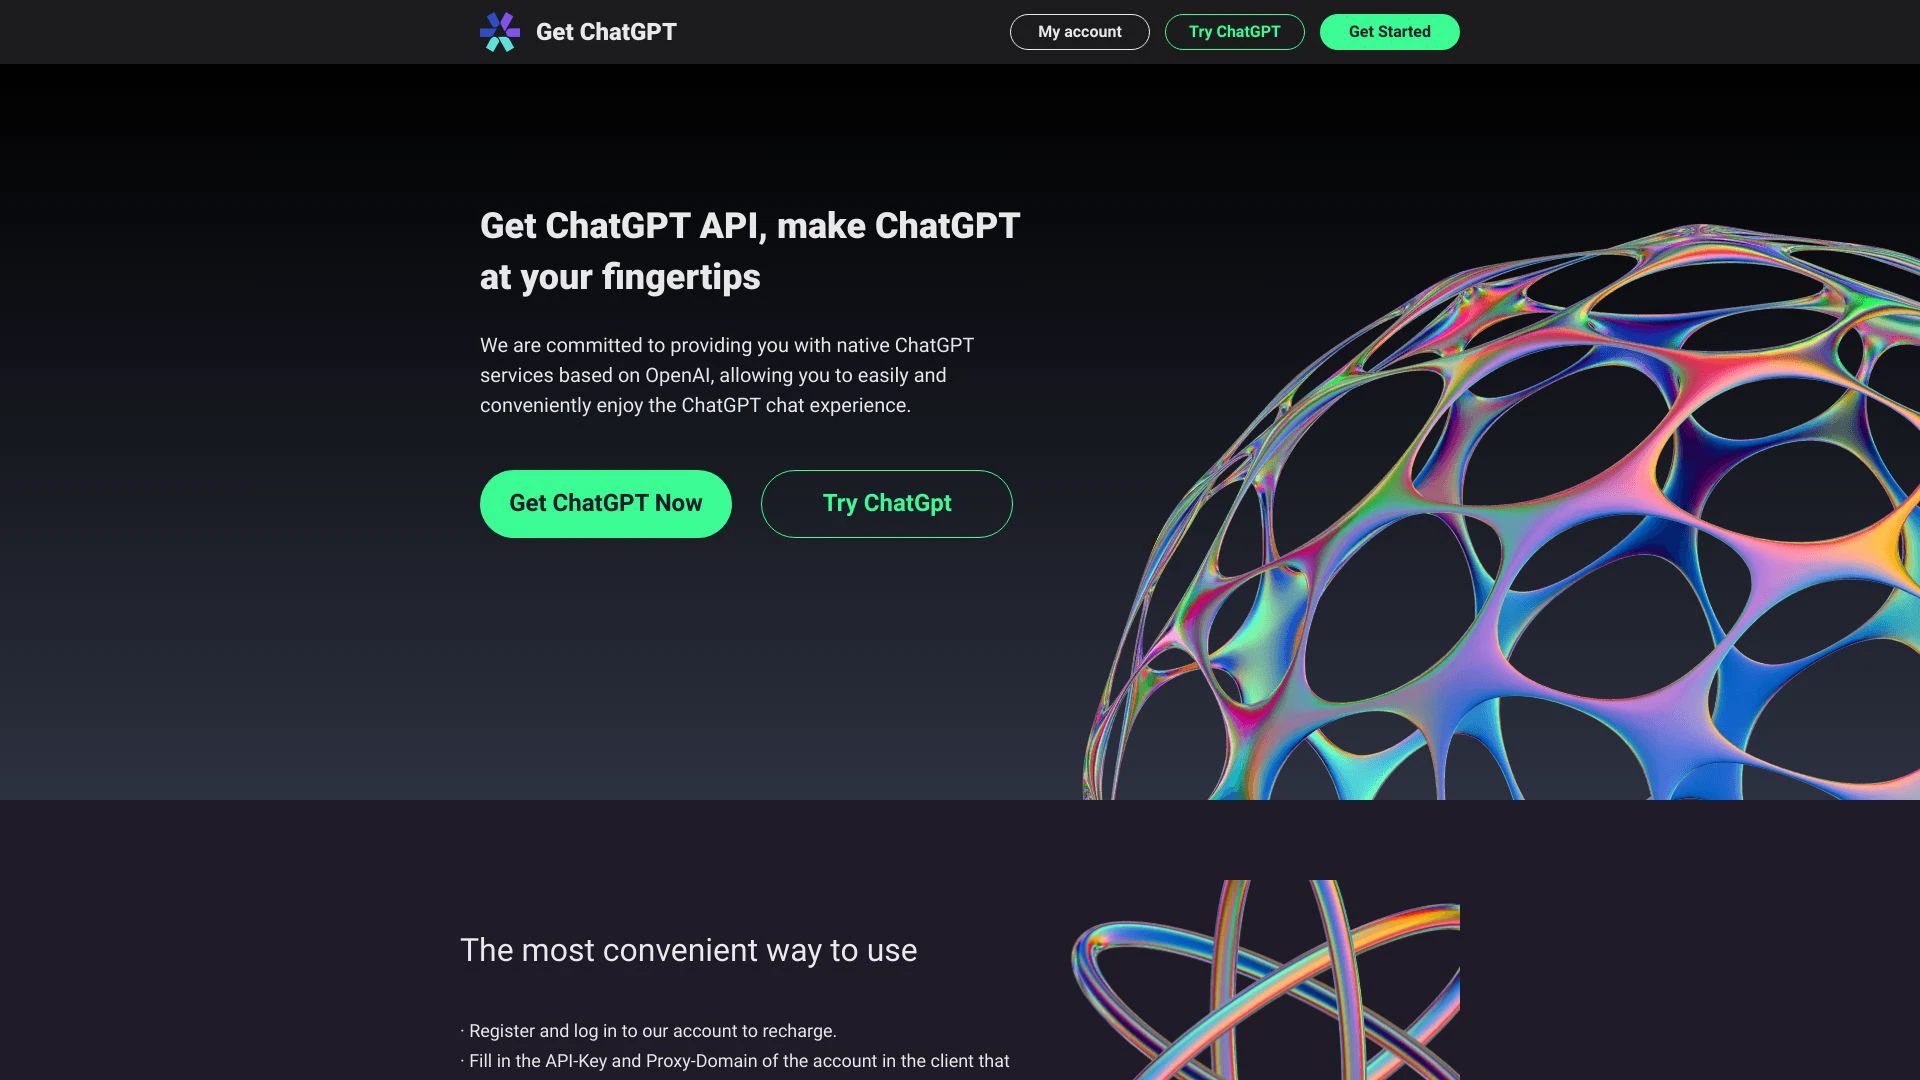 Get ChatGPT
My account
Try ChatGPT
Get Started
Get ChatGPT API, make ChatGPT
at your fingertips
We are committed to providing you with native ChatGPT
services based on OpenAI, allowing you to easily and
conveniently enjoy the ChatGPT chat experience.
Get ChatGPT Now
Try ChatGpt
The most convenient way to use
· Register and log in to our account to recharge.
· Fill in the API-Key and Proxy-Domain of the account in the client that